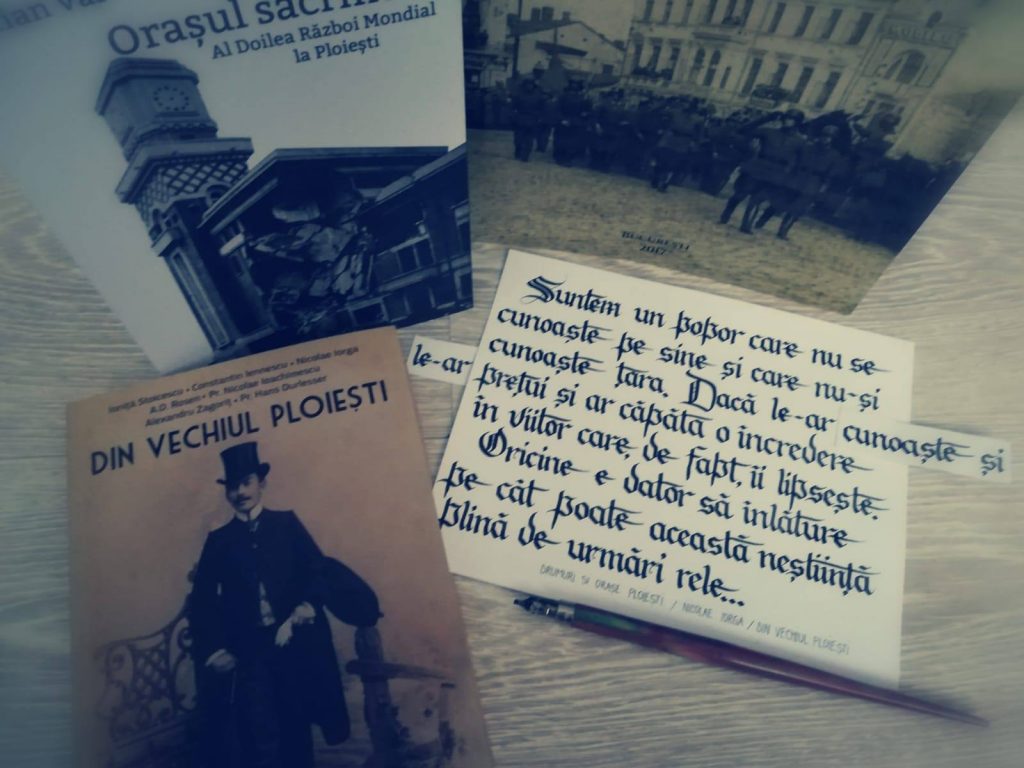 Orașul
Al Doilea Război Mondial
la Ploiești
BUCUREȘTI
2017
Ioniță Stoicescu • Constantin Iennescu • Nicolae Iorga
A.D. Rosen • Pr. Nicolae Ioachimescu
Alexandru Zagoriț • Pr. Hans Durlesser
DIN VECHIUL PLOIEȘTI
le-ar
Suntem un popor care nu se
cunoaște pe sine și care nu-și
cunoaște țara. Dacă le-ar cunoaște și
prețui și ar căpăta o încredere
în viitor care, de fapt, îi lipsește.
Oricine e dator să înlăture
pe cât poate această neștiință
plină de urmări rele...
DRUMURI ȘI ORAȘE PLOIEȘTI / NICOLAE IORGA / DIN VECHIUL PLOIEȘTI